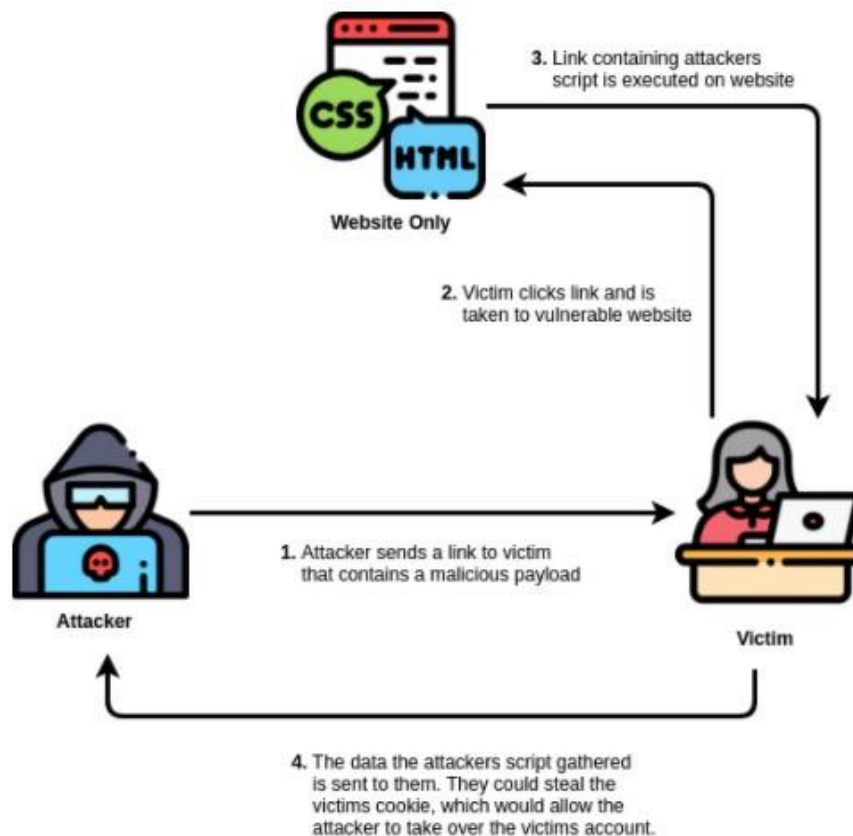 CSS
HTML
Website Only
3. Link containing attackers
script is executed on website
2. Victim clicks link and is
taken to vulnerable website
1. Attacker sends a link to victim
that contains a malicious payload
Attacker
Victim
4. The data the attackers script gathered
is sent to them. They could steal the
victims cookie, which would allow the
attacker to take over the victims account.